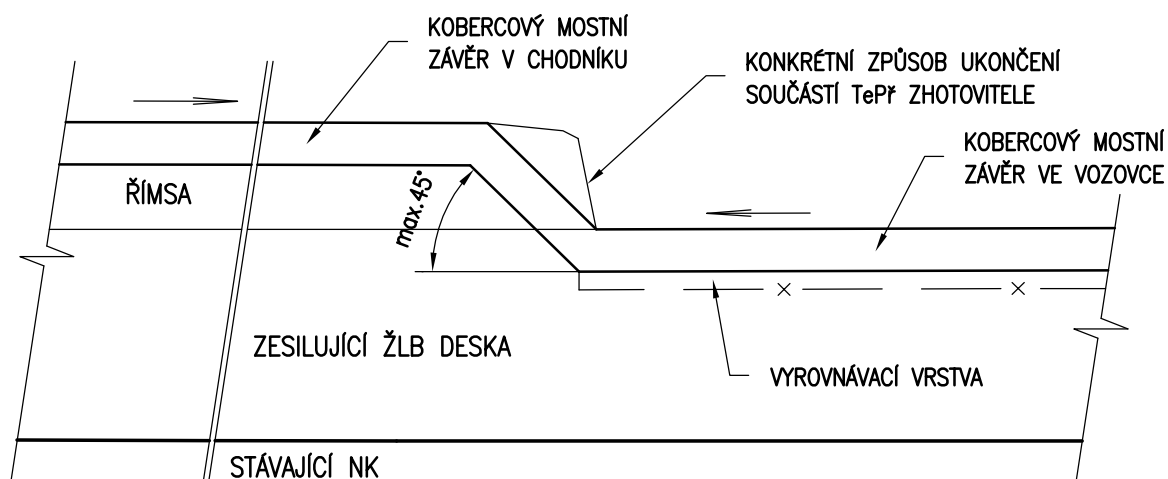 KOBERCOVÝ MOSTNÍ
ZÁVĚR V CHODNÍKU
KONKRÉTNÍ ZPŮSOB UKONČENÍ
SOUČÁSTÍ TePř ZHOTOVITELE
KOBERCOVÝ MOSTNÍ
ZÁVĚR VE VOZOVCE
ŘÍMSA
max.45°
ZESILUJÍCÍ ŽLB DESKA
VYROVNÁVACÍ VRSTVA
STÁVAJÍCÍ NK